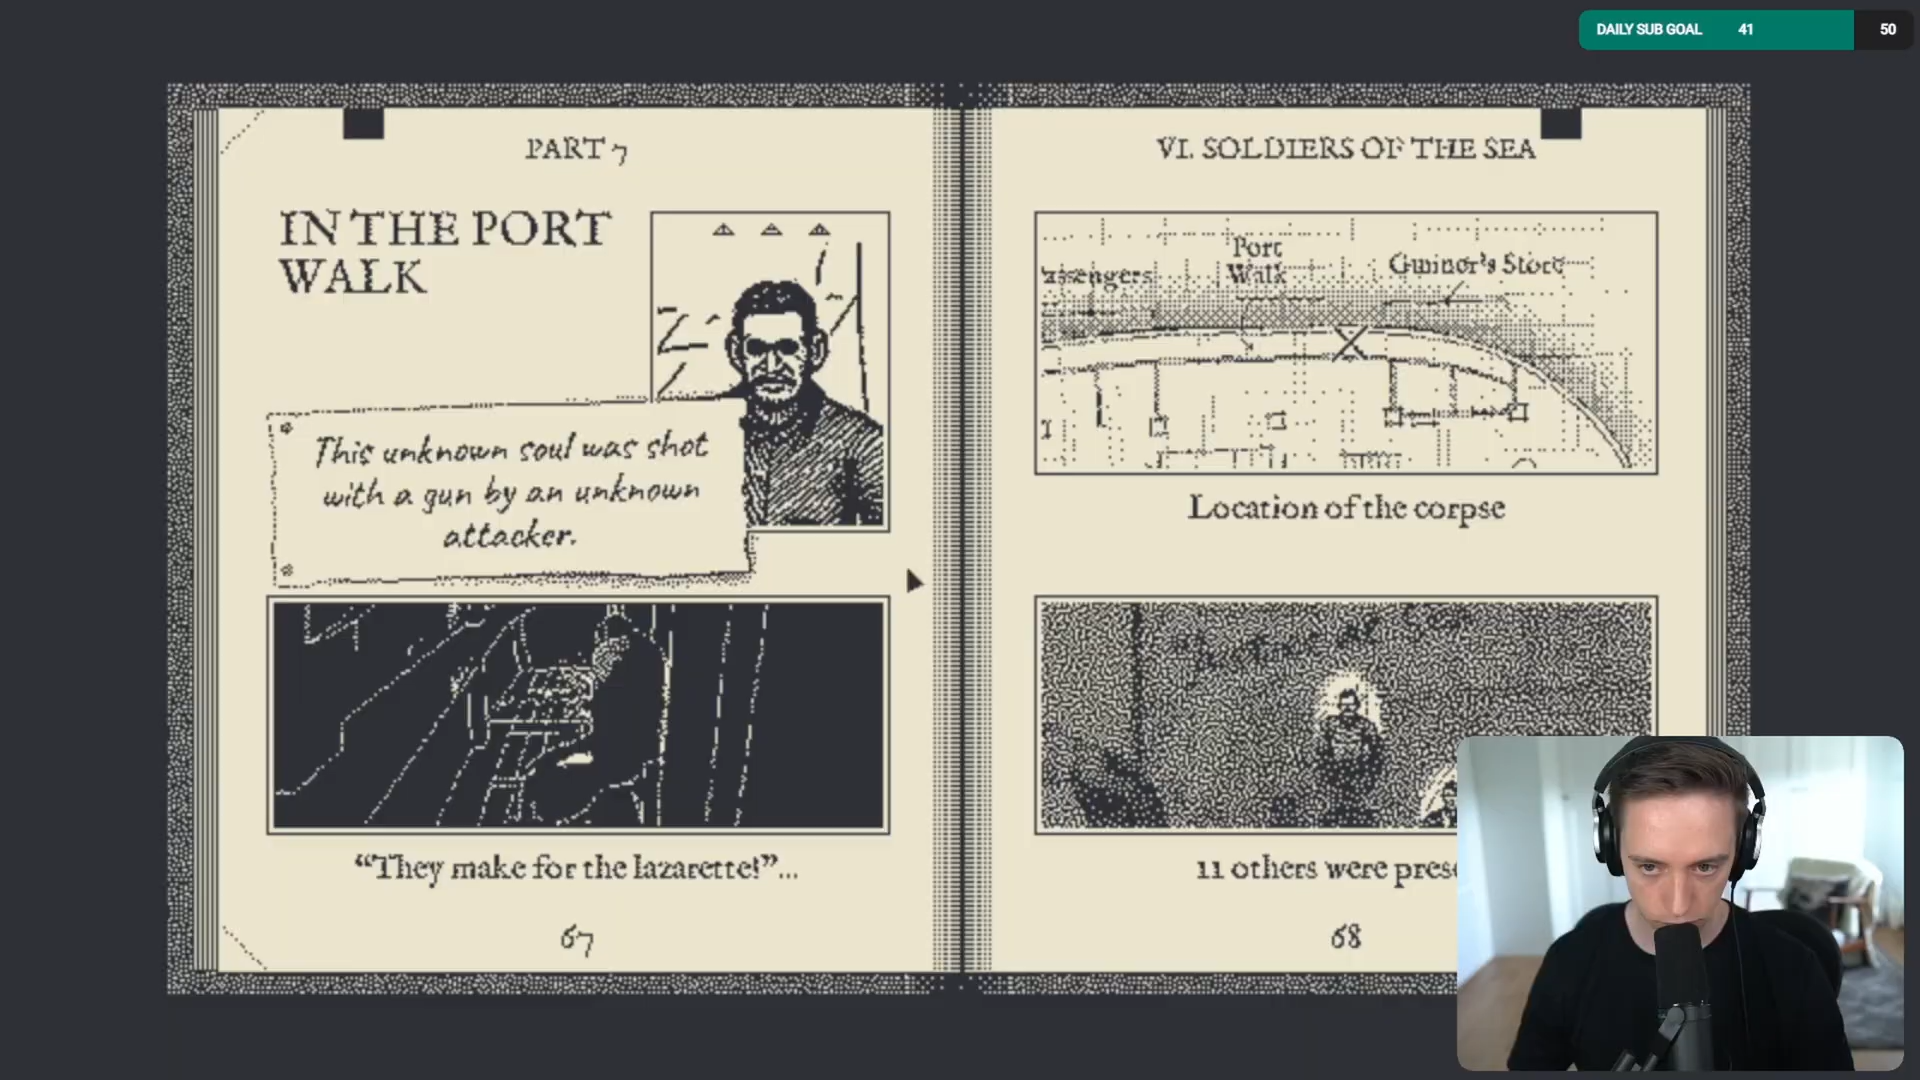 DAILY SUB GOAL 41 50
PART 7
IN THE PORT
WALK
This unknown soul was shot
with a gun by an unknown
attacker.
"They make for the lazarette!"...
67
VI. SOLDIERS OF THE SEA
Port
Walk
Gunner's Store
Location of the corpse
11 others were
68